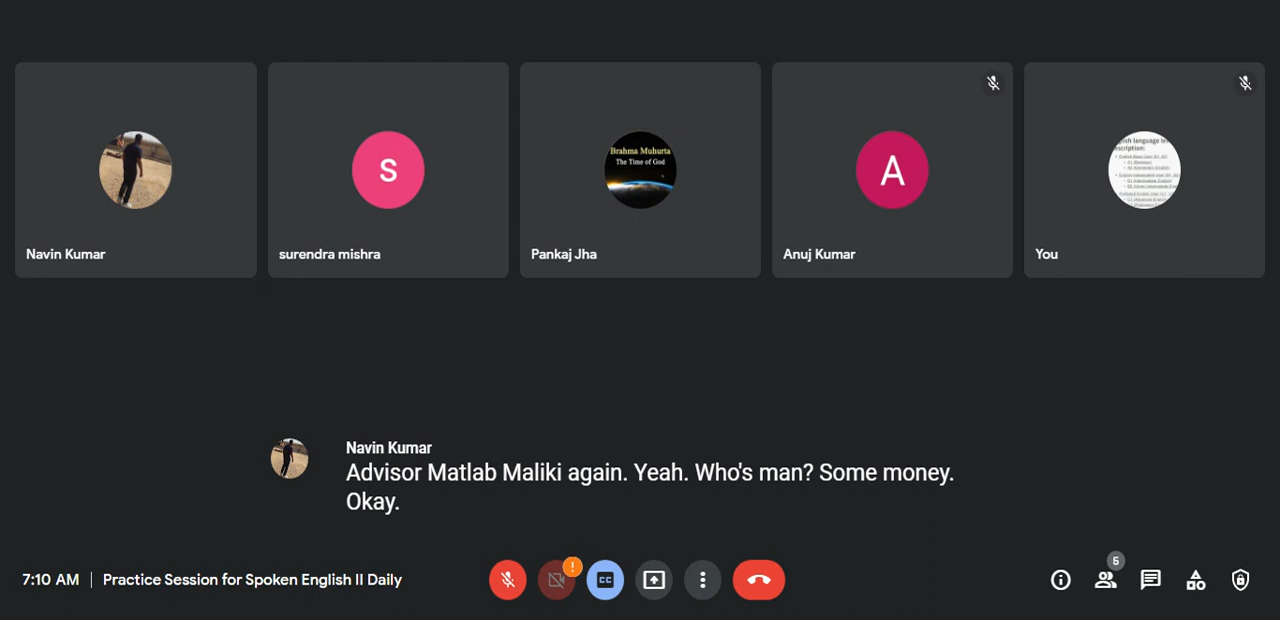 S
Brahma Muhurta
The Time of God
A
Navin Kumar
surendra mishra
Pankaj Jha
Anuj Kumar
You
Navin Kumar
Advisor Matlab Maliki again. Yeah. Who's man? Some money.
Okay.
7:10 AM | Practice Session for Spoken English II Daily
!
CC
5